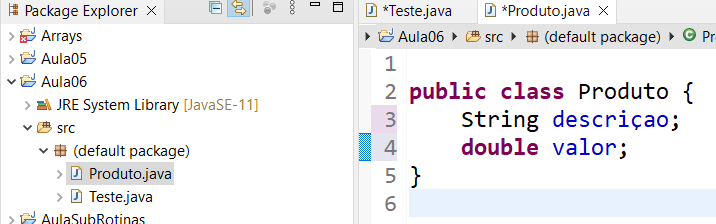 Package Explorer
Arrays
Aula05
Aula06
JRE System Library [JavaSE-11]
src
(default package)
Produto.java
Teste.java
AulaSubRotinas
*Teste.java
*Produto.java
Aula06 src (default package)
1
2 public class Produto {
3 String descriçao;
4 double valor;
5 }
6